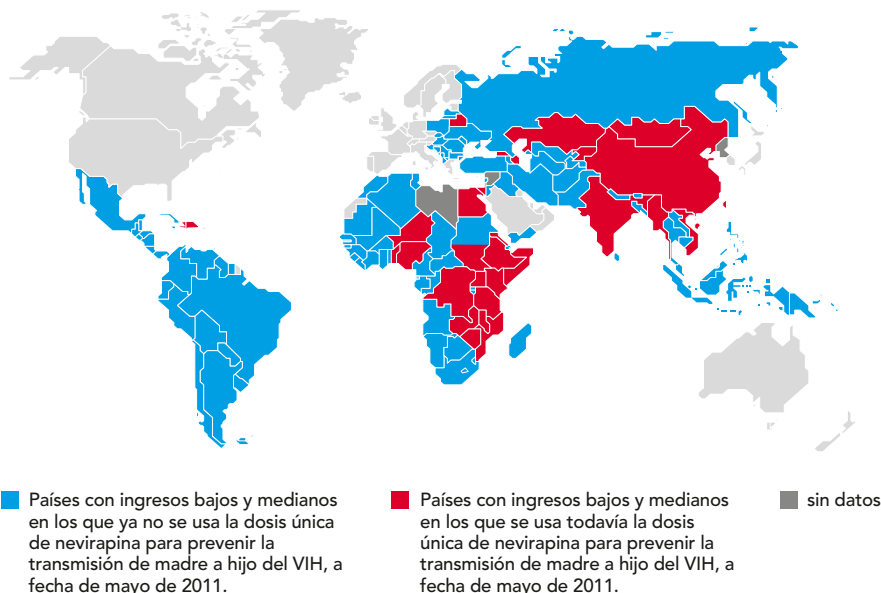 Países con ingresos bajos y medianos
en los que ya no se usa la dosis única
de nevirapina para prevenir la
transmisión de madre a hijo del VIH, a
fecha de mayo de 2011.
Países con ingresos bajos y medianos
en los que se usa todavía la dosis
única de nevirapina para prevenir la
transmisión de madre a hijo del VIH, a
fecha de mayo de 2011.
sin datos